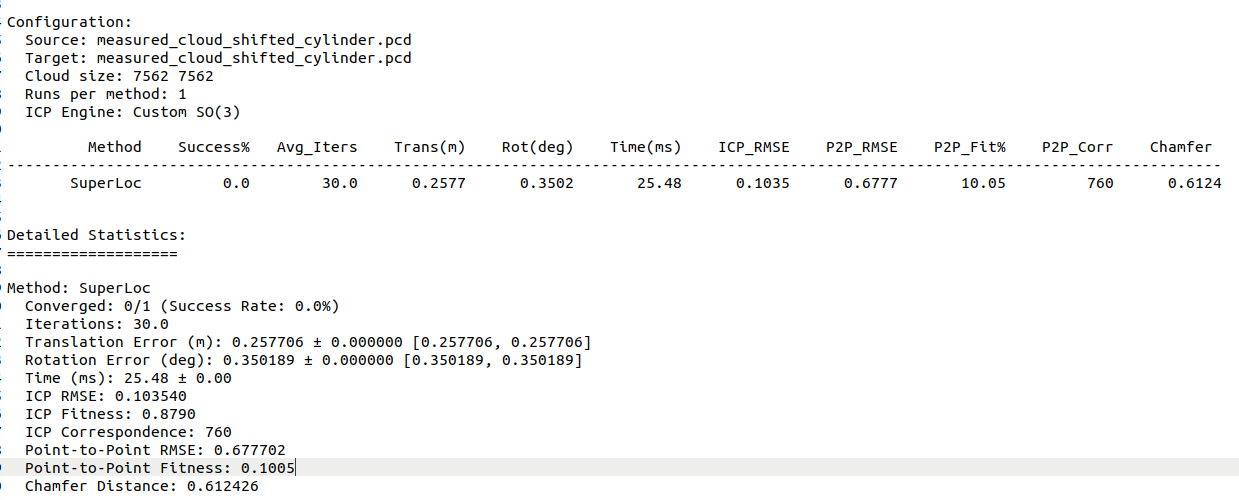 Configuration:
Source: measured_cloud_shifted_cylinder.pcd
Target: measured_cloud_shifted_cylinder.pcd
Cloud size: 7562 7562
Runs per method: 1
ICP Engine: Custom SO(3)
Method Success% Avg_Iters Trans(m) Rot(deg) Time(ms) ICP_RMSE P2P_RMSE P2P_Fit% P2P_Corr Chamfer
--------------------------------------------------------------------------------------------------------------------------------------
SuperLoc 0.0 30.0 0.2577 0.3502 25.48 0.1035 0.6777 10.05 760 0.6124
Detailed Statistics:
===================
Method: SuperLoc
Converged: 0/1 (Success Rate: 0.0%)
Iterations: 30.0
Translation Error (m): 0.257706 ± 0.000000 [0.257706, 0.257706]
Rotation Error (deg): 0.350189 ± 0.000000 [0.350189, 0.350189]
Time (ms): 25.48 ± 0.00
ICP RMSE: 0.103540
ICP Fitness: 0.8790
ICP Correspondence: 760
Point-to-Point RMSE: 0.677702
Point-to-Point Fitness: 0.1005
Chamfer Distance: 0.612426